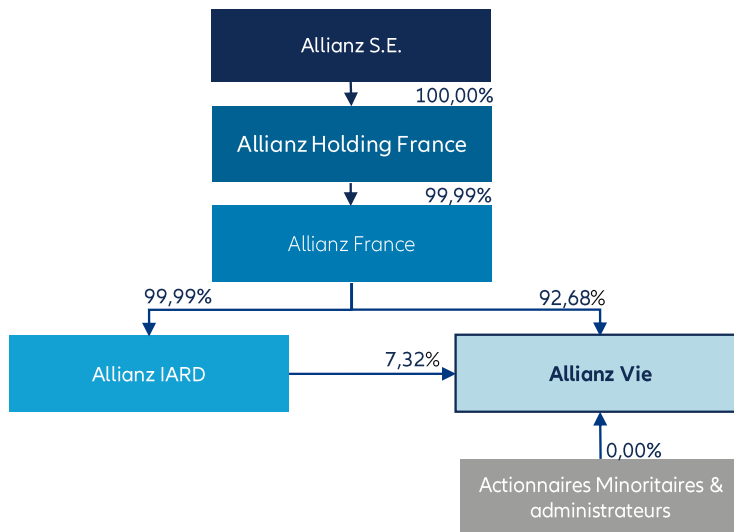 Allianz S.E.
100,00%
Allianz Holding France
99,99%
Allianz France
99,99%
92,68%
Allianz IARD
7,32%
Allianz Vie
0,00%
Actionnaires Minoritaires &
administrateurs